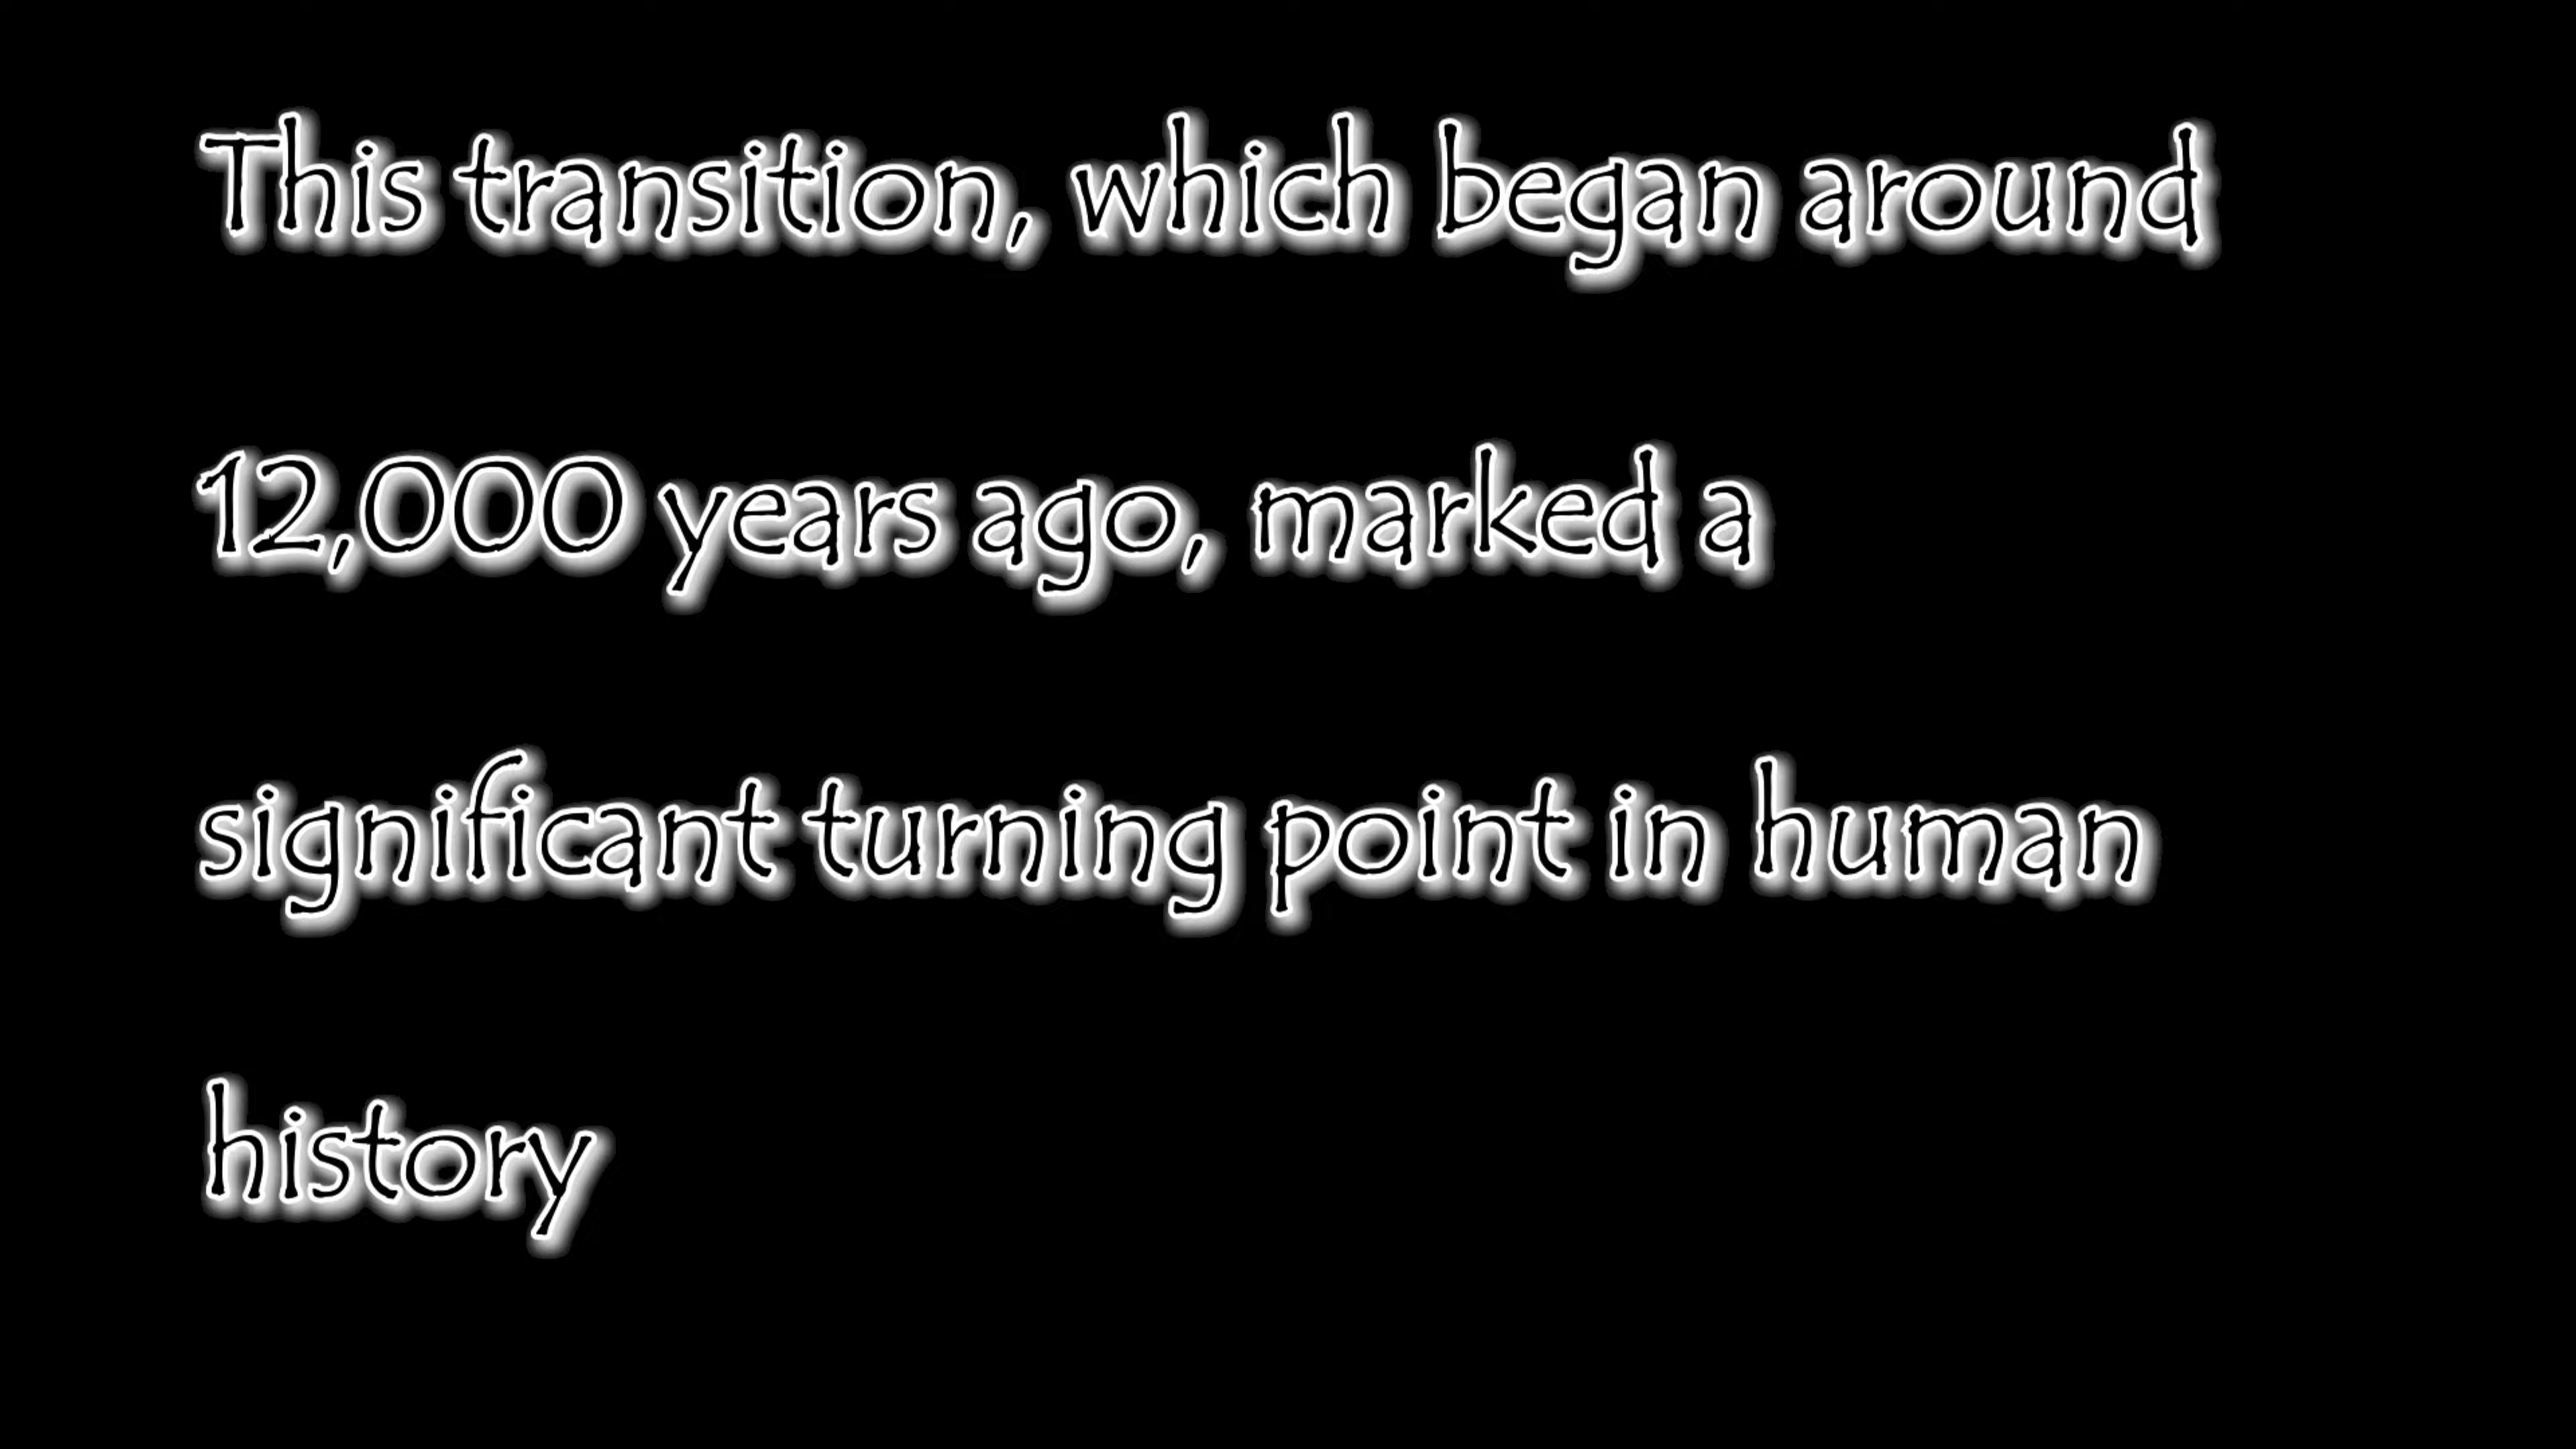 This transition, which began around
12,000 years ago, marked a
significant turning point in human
history